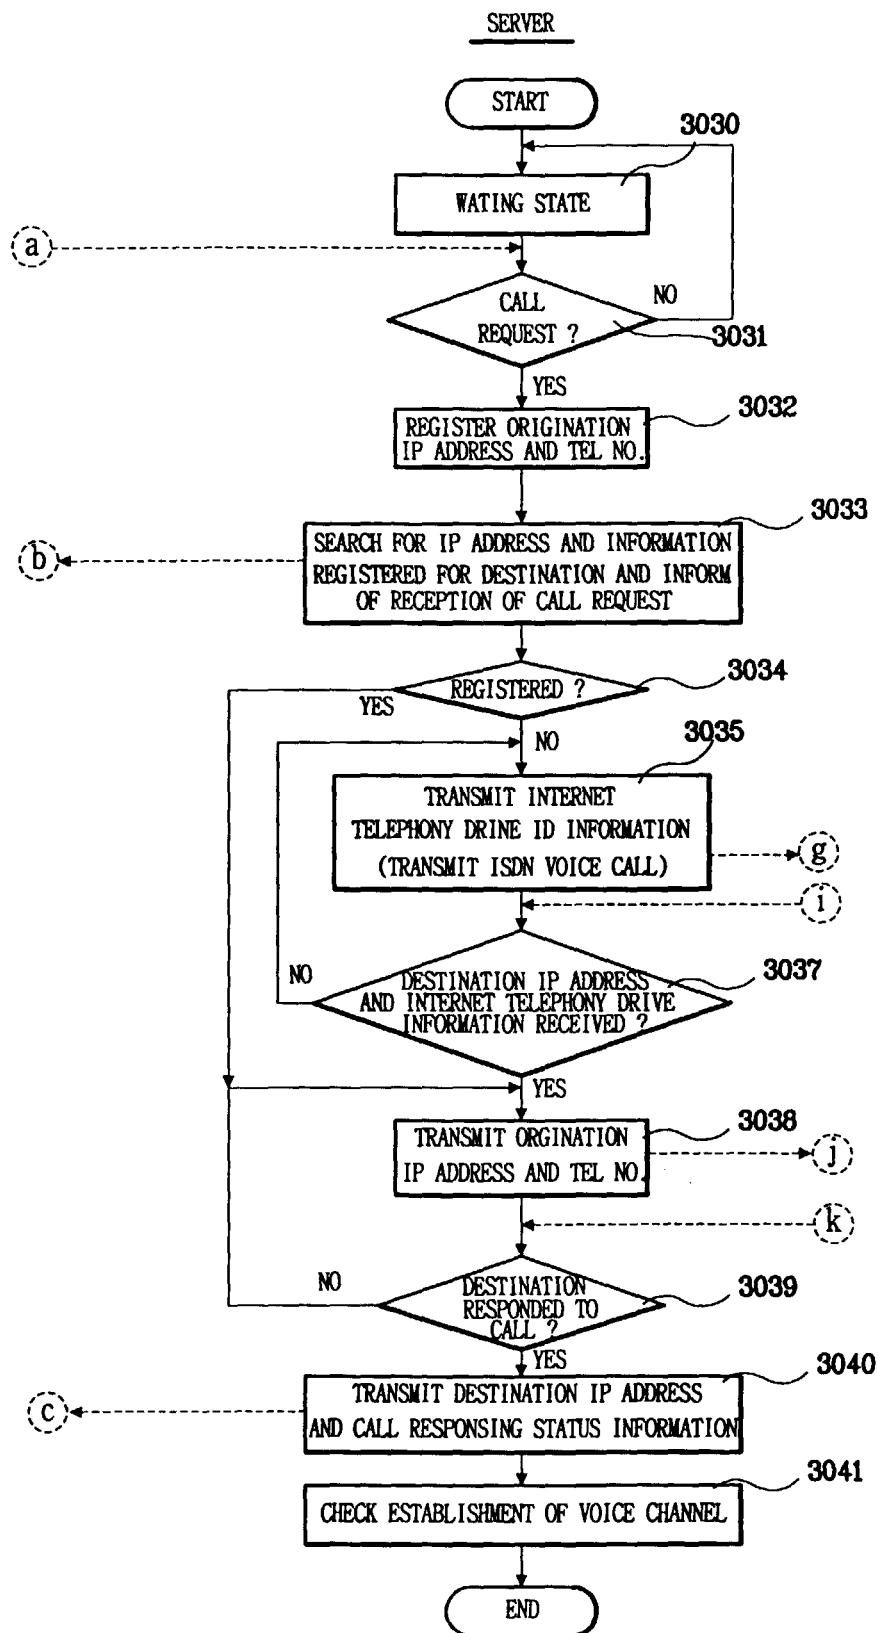 SERVER
START
3030
WATING STATE
a
CALL
REQUEST ?
NO
3031
YES
3032
REGISTER ORIGINATION
IP ADDRESS AND TEL NO.
3033
SEARCH FOR IP ADDRESS AND INFORMATION
REGISTERED FOR DESTINATION AND INFORM
OF RECEPTION OF CALL REQUEST
b
REGISTERED ?
3034
YES
NO
3035
TRANSMIT INTERNET
TELEPHONY DRINE ID INFORMATION
(TRANSMIT ISDN VOICE CALL)
g
i
NO
DESTINATION IP ADDRESS
AND INTERNET TELEPHONY DRIVE
INFORMATION RECEIVED ?
3037
YES
3038
TRANSMIT ORGINATION
IP ADDRESS AND TEL NO.
j
k
NO
DESTINATION
RESPONDED TO
CALL ?
3039
YES
3040
TRANSMIT DESTINATION IP ADDRESS
AND CALL RESPONSING STATUS INFORMATION
c
3041
CHECK ESTABLISHMENT OF VOICE CHANNEL
END